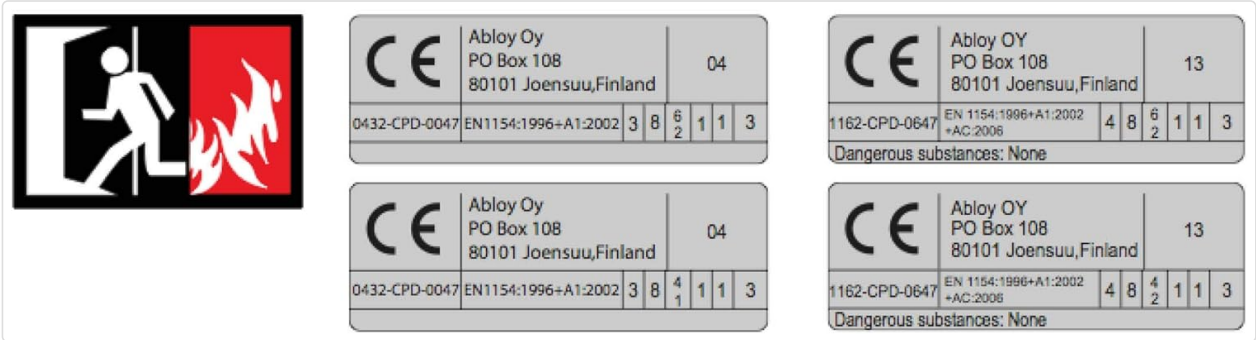 CE
Abloy Oy
PO Box 108
80101 Joensuu,Finland
04
0432-CPD-0047 EN1154:1996+A1:2002 3 8 6 2 1 1 3
CE
Abloy OY
PO Box 108
80101 Joensuu,Finland
13
1162-CPD-0647 EN 1154:1996+A1:2002
+AC:2006
4 8 6 2 1 1 3
Dangerous substances: None
CE
Abloy Oy
PO Box 108
80101 Joensuu,Finland
04
0432-CPD-0047 EN1154:1996+A1:2002 3 8 4 1 1 1 3
CE
Abloy OY
PO Box 108
80101 Joensuu,Finland
13
1162-CPD-0647 EN 1154:1996+A1:2002
+AC:2006
4 8 4 2 1 1 3
Dangerous substances: None